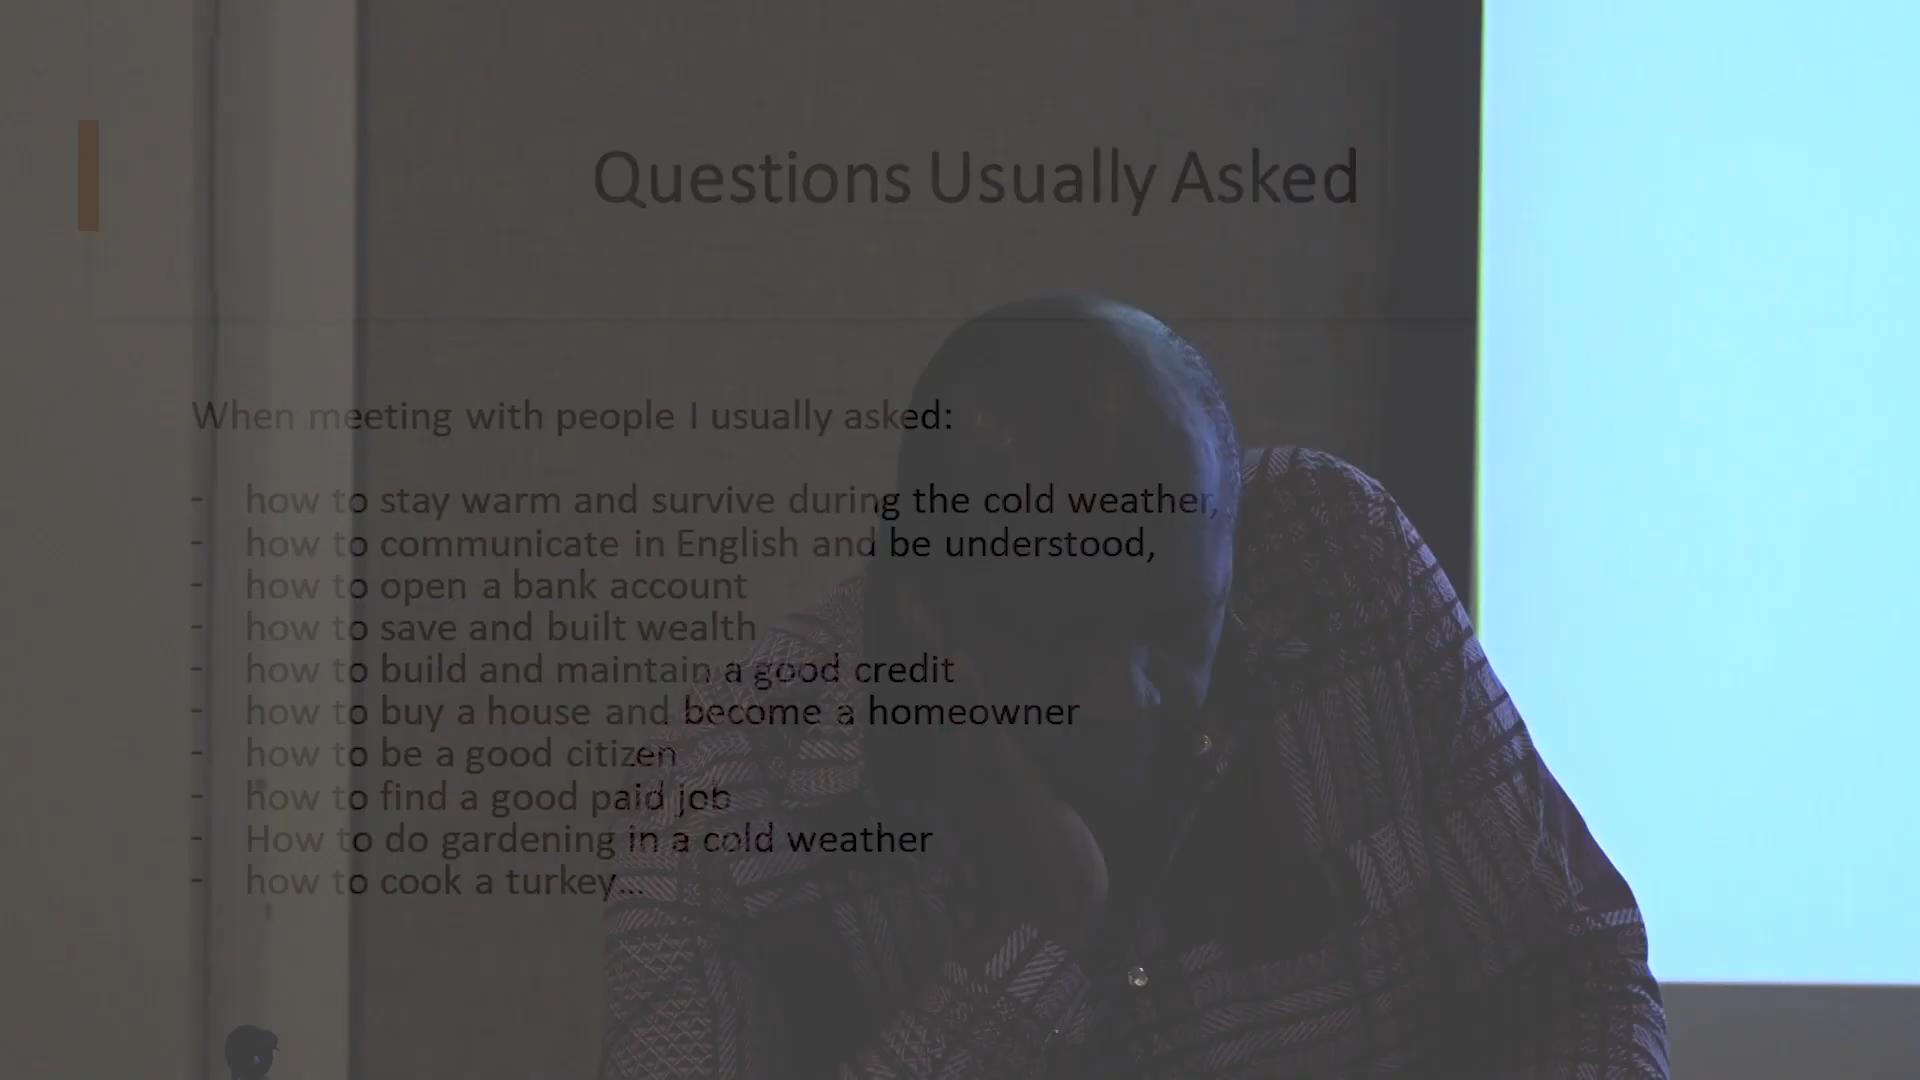 Questions Usually Asked
When meeting with people I usually asked:
- how to stay warm and survive during the cold weather,
- how to communicate in English and be understood,
- how to open a bank account
- how to save and built wealth
- how to build and maintain a good credit
- how to buy a house and become a homeowner
- how to be a good citizen
- how to find a good paid job
- How to do gardening in a cold weather
- how to cook a turkey...